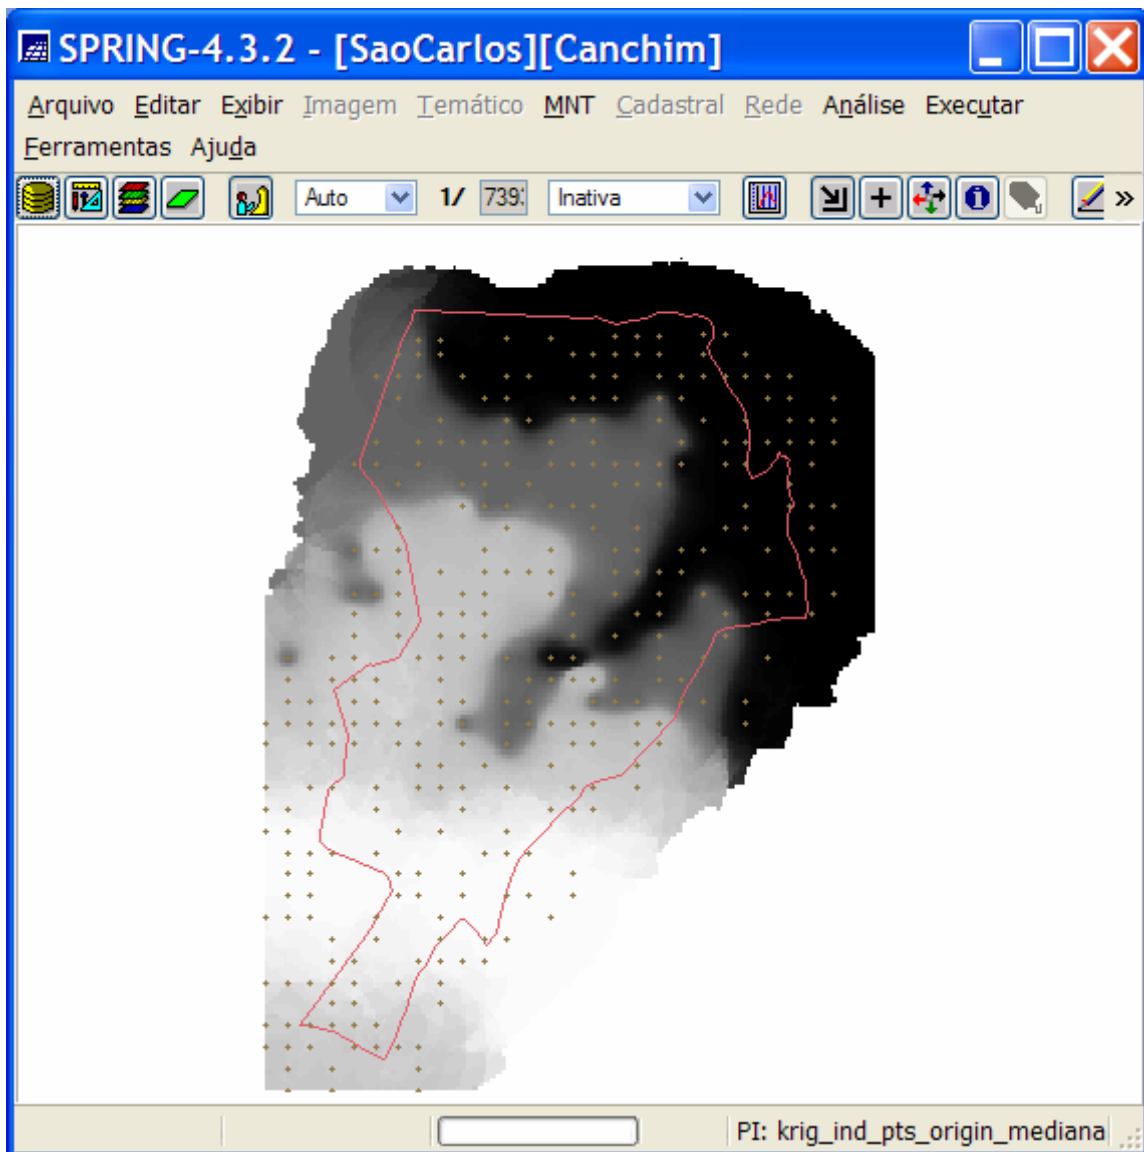 SPRING-4.3.2 - [SaoCarlos][Canchim]
Arquivo Editar Exibir Imagem Temático MNT Cadastral Rede Análise Executar
Ferramentas Ajuda
Auto 1/ Inativa »
PI: krig_ind_pts_origin_mediana